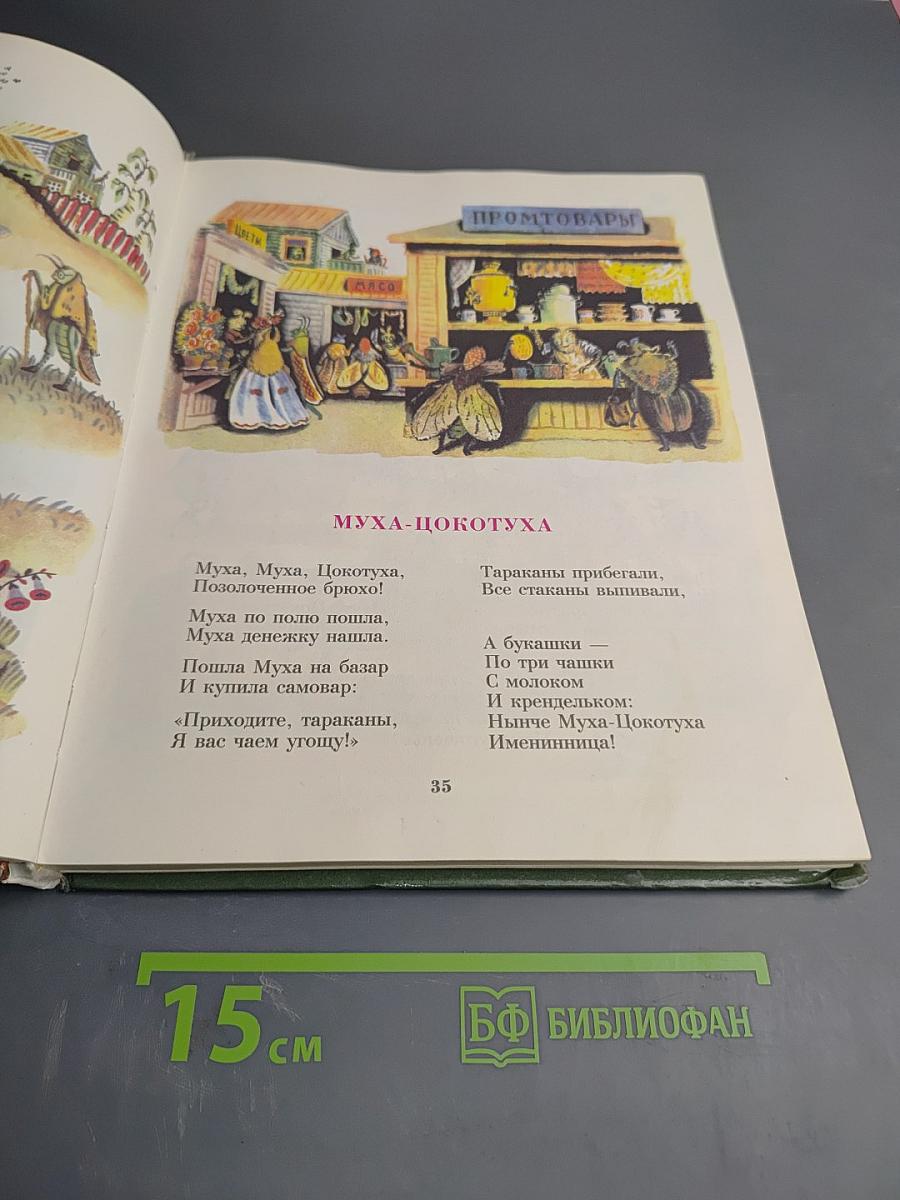 ПРОМТОВАРЫ
ЦВЕТЫ
МЯСО
МУХА-ЦОКОТУХА
Муха, Муха, Цокотуха,
Позолоченное брюхо!
Муха по полю пошла,
Муха денежку нашла.
Пошла Муха на базар
И купила самовар:
«Приходите, тараканы,
Я вас чаем угощу!»
Тараканы прибегали,
Все стаканы выпивали,
А букашки —
По три чашки
С молоком
И крендельком:
Нынче Муха-Цокотуха
Именинница!
35
15 см
БФ БИБЛИОФАН